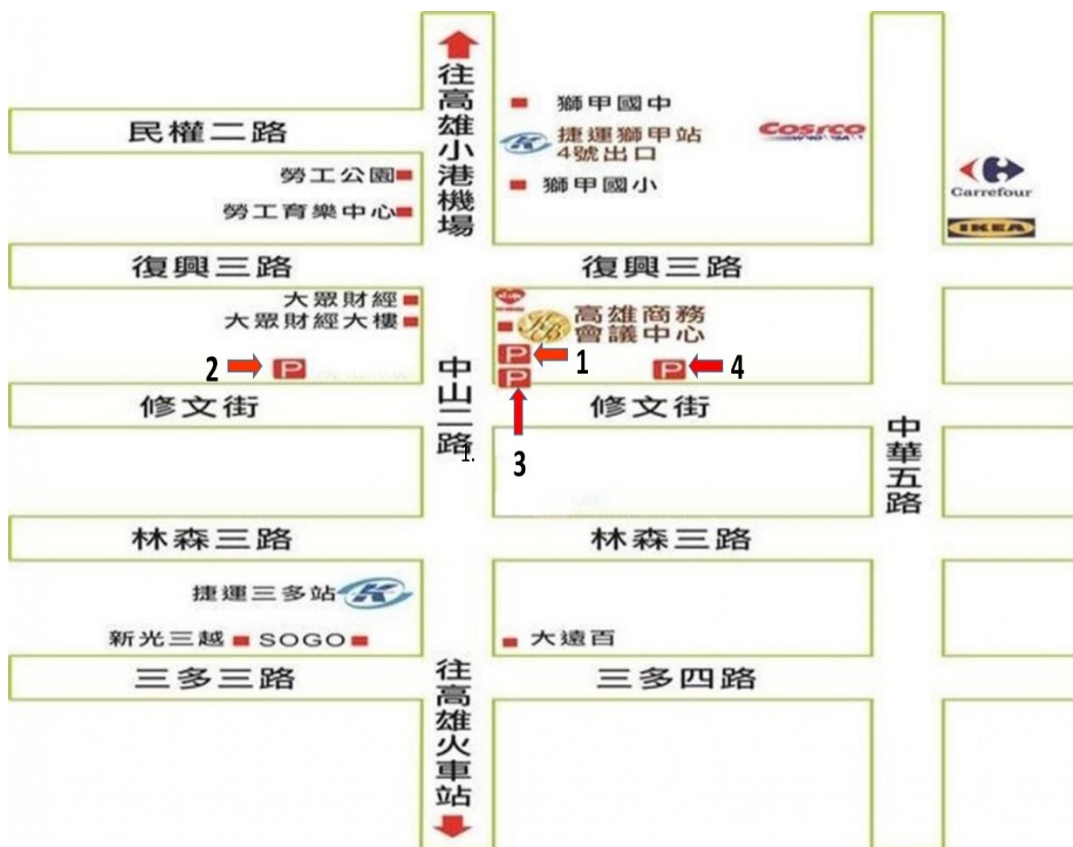 往高雄小港機場
民權二路
獅甲國中
捷運獅甲站
4號出口
COSTCO
WHOLESALE
勞工公園
獅甲國小
Carrefour
勞工育樂中心
IKEA
復興三路
復興三路
大眾財經
大眾財經大樓
高雄商務
會議中心
KB
P
1
2
P
P
P
4
中山二路
修文街
修文街
1.
3
中華五路
林森三路
林森三路
捷運三多站
K
新光三越
SOGO
大遠百
往高雄火車站
三多三路
三多四路